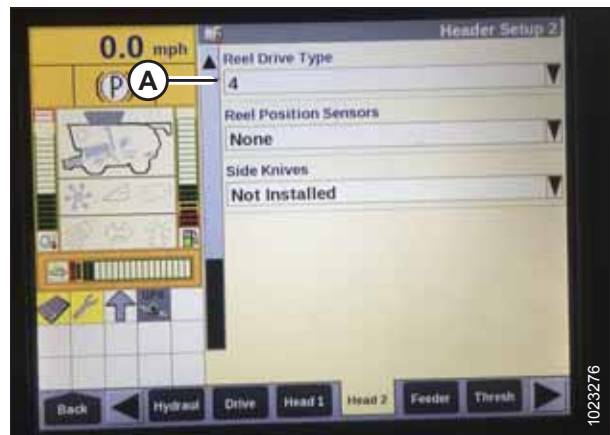 0.0 mph
Header Setup 2
(P)
A
Reel Drive Type
4
Reel Position Sensors
None
Side Knives
Not Installed
GPS
Back
Hydraul
Drive
Head 1
Head 2
Feeder
Thresh
1023276